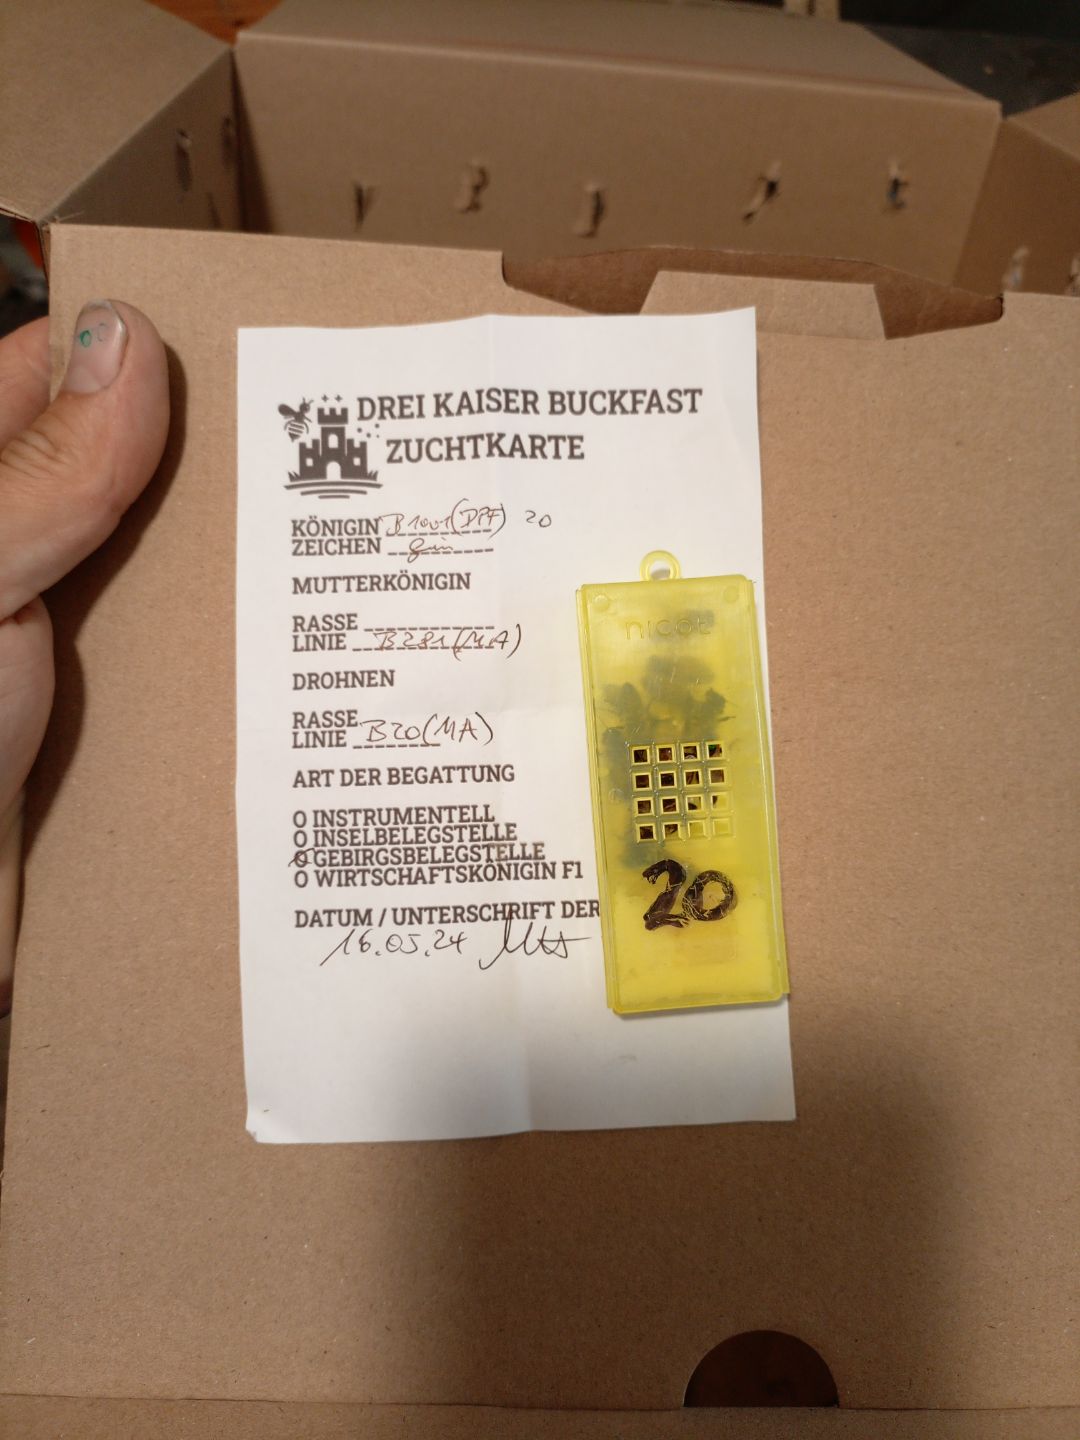 DREI KAISER BUCKFAST
ZUCHTKARTE
KÖNIGIN B1001(DPF) 20
ZEICHEN grün
MUTTERKÖNIGIN
RASSE
LINIE B281(MA)
DROHNEN
RASSE
LINIE B20(MA)
ART DER BEGATTUNG
O INSTRUMENTELL
O INSELBELEGSTELLE
O GEBIRGSBELEGSTELLE
O WIRTSCHAFTSKÖNIGIN F1
DATUM / UNTERSCHRIFT DER
16.05.24
nicot
20